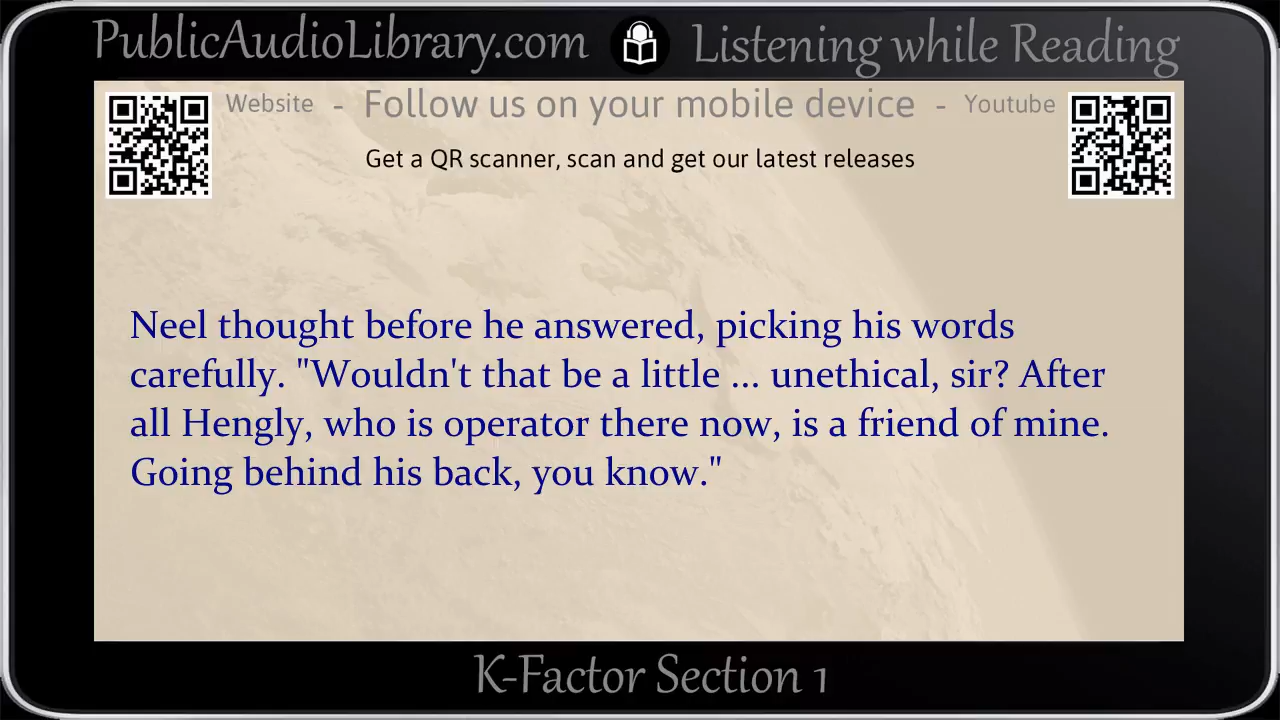 PublicAudioLibrary.com Listening while Reading
Website - Follow us on your mobile device - Youtube
Get a QR scanner, scan and get our latest releases
Neel thought before he answered, picking his words
carefully. "Wouldn't that be a little ... unethical, sir? After
all Hengly, who is operator there now, is a friend of mine.
Going behind his back, you know."
K-Factor Section 1